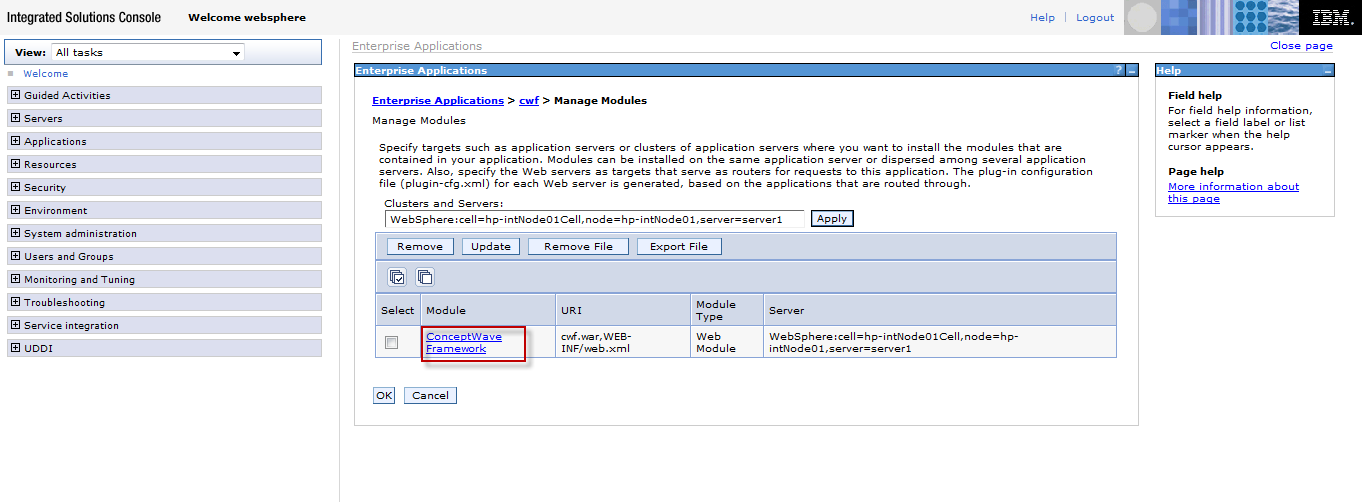 Integrated Solutions Console Welcome websphere Help | Logout IBM.
View: All tasks
Welcome
Guided Activities
Servers
Applications
Resources
Security
Environment
System administration
Users and Groups
Monitoring and Tuning
Troubleshooting
Service integration
UDDI
Enterprise Applications Close page
Enterprise Applications ?
Enterprise Applications > cwf > Manage Modules
Manage Modules
Specify targets such as application servers or clusters of application servers where you want to install the modules that are
contained in your application. Modules can be installed on the same application server or dispersed among several application
servers. Also, specify the Web servers as targets that serve as routers for requests to this application. The plug-in configuration
file (plugin-cfg.xml) for each Web server is generated, based on the applications that are routed through.
Clusters and Servers:
WebSphere:cell=hp-intNode01Cell,node=hp-intNode01,server=server1 Apply
Remove Update Remove File Export File
Select Module URI Module Type Server
ConceptWave cwf.war,WEB- Web WebSphere:cell=hp-intNode01Cell,node=hp-
Framework INF/web.xml Module intNode01,server=server1
OK Cancel
Help
Field help
For field help information,
select a field label or list
marker when the help
cursor appears.
Page help
More information about
this page